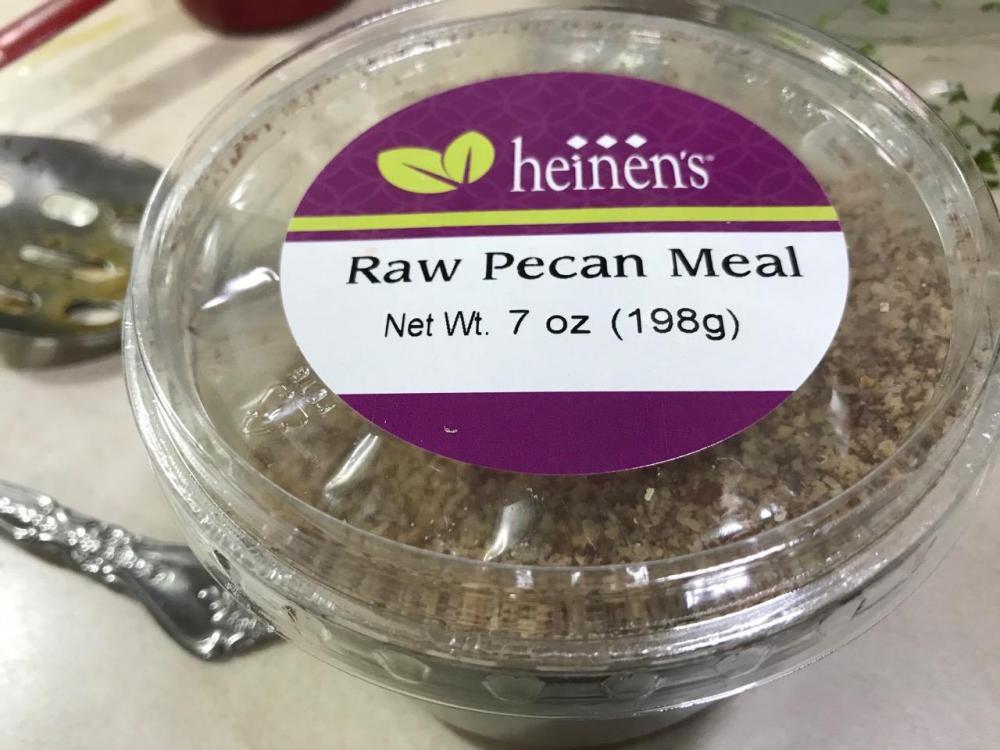 heinen's
Raw Pecan Meal
Net Wt. 7 oz (198g)